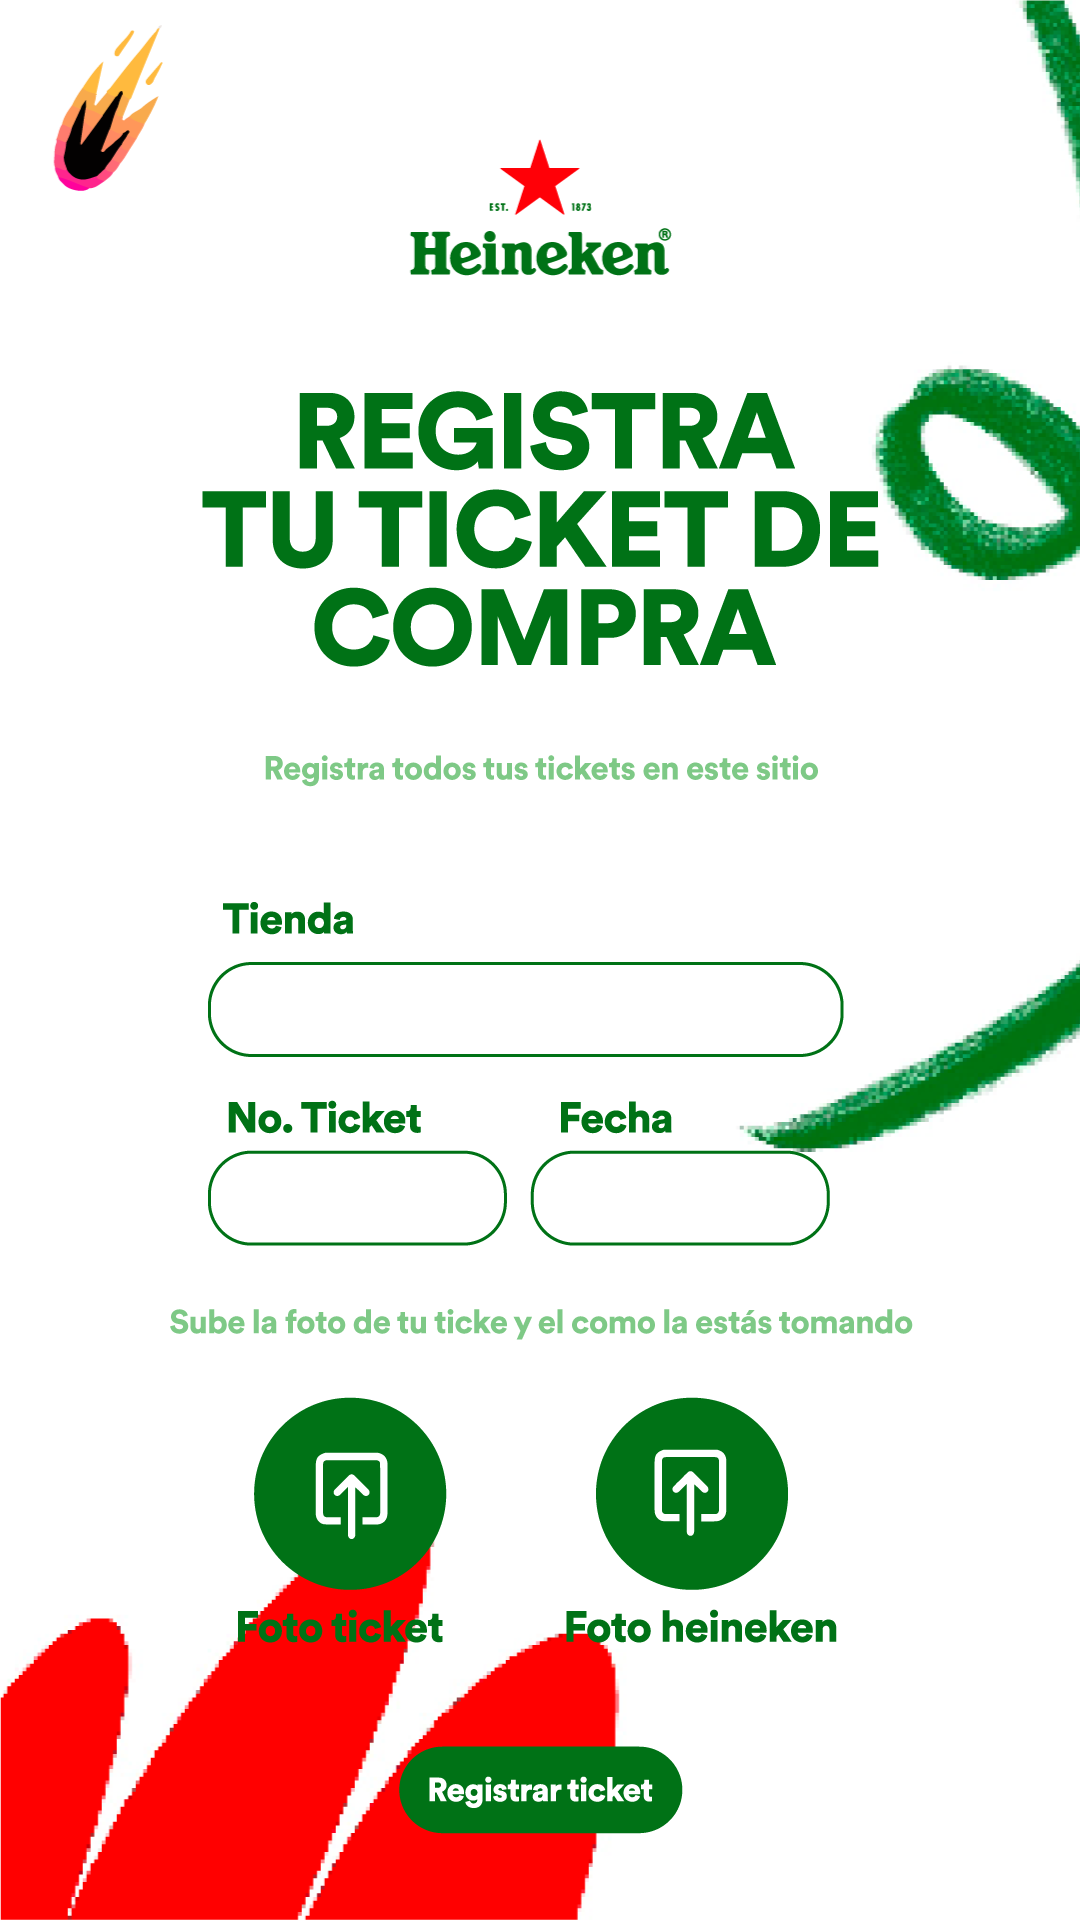 EST. 1873
Heineken®
REGISTRA
TU TICKET DE
COMPRA
Registra todos tus tickets en este sitio
Tienda
No. Ticket Fecha
Sube la foto de tu ticke y el como la estás tomando
Foto ticket Foto heineken
Registrar ticket